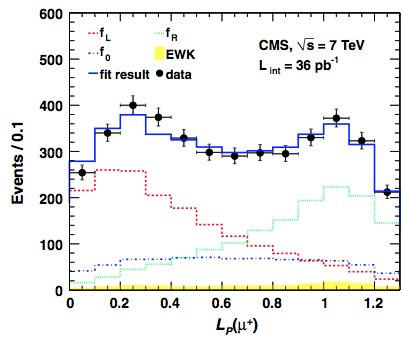 600
500
400
300
200
100
0
Events / 0.1
f_L
f_R
f_0
EWK
fit result
data
CMS, √s = 7 TeV
L_int = 36 pb⁻¹
0 0.2 0.4 0.6 0.8 1 1.2
L_P(μ⁺)